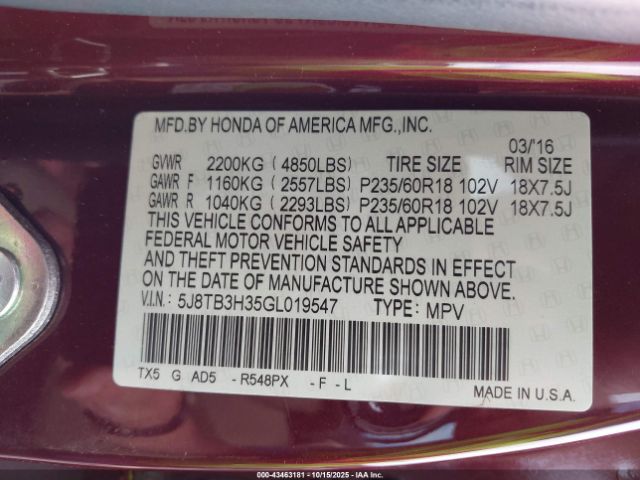 MFD.BY HONDA OF AMERICA MFG.,INC.
03/'16
GVWR 2200KG (4850LBS) TIRE SIZE RIM SIZE
GAWR F 1160KG (2557LBS) P235/60R18 102V 18X7.5J
GAWR R 1040KG (2293LBS) P235/60R18 102V 18X7.5J
THIS VEHICLE CONFORMS TO ALL APPLICABLE
FEDERAL MOTOR VEHICLE SAFETY
AND THEFT PREVENTION STANDARDS IN EFFECT
ON THE DATE OF MANUFACTURE SHOWN ABOVE.
V.I.N.: 5J8TB3H35GL019547 TYPE: MPV
TX5 G AD5 -R548PX -F -L
MADE IN U.S.A.
000-43463181 - 10/15/2025 - IAAI.COM